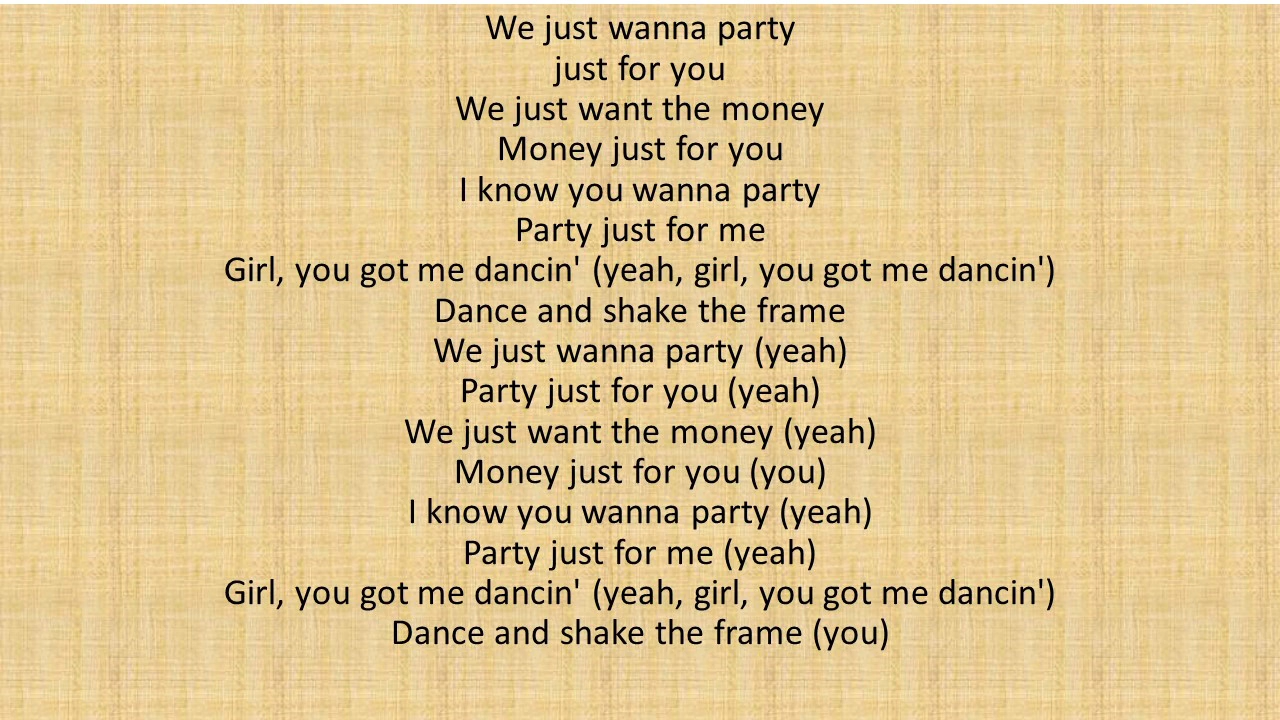 We just wanna party
just for you
We just want the money
Money just for you
I know you wanna party
Party just for me
Girl, you got me dancin' (yeah, girl, you got me dancin')
Dance and shake the frame
We just wanna party (yeah)
Party just for you (yeah)
We just want the money (yeah)
Money just for you (you)
I know you wanna party (yeah)
Party just for me (yeah)
Girl, you got me dancin' (yeah, girl, you got me dancin')
Dance and shake the frame (you)